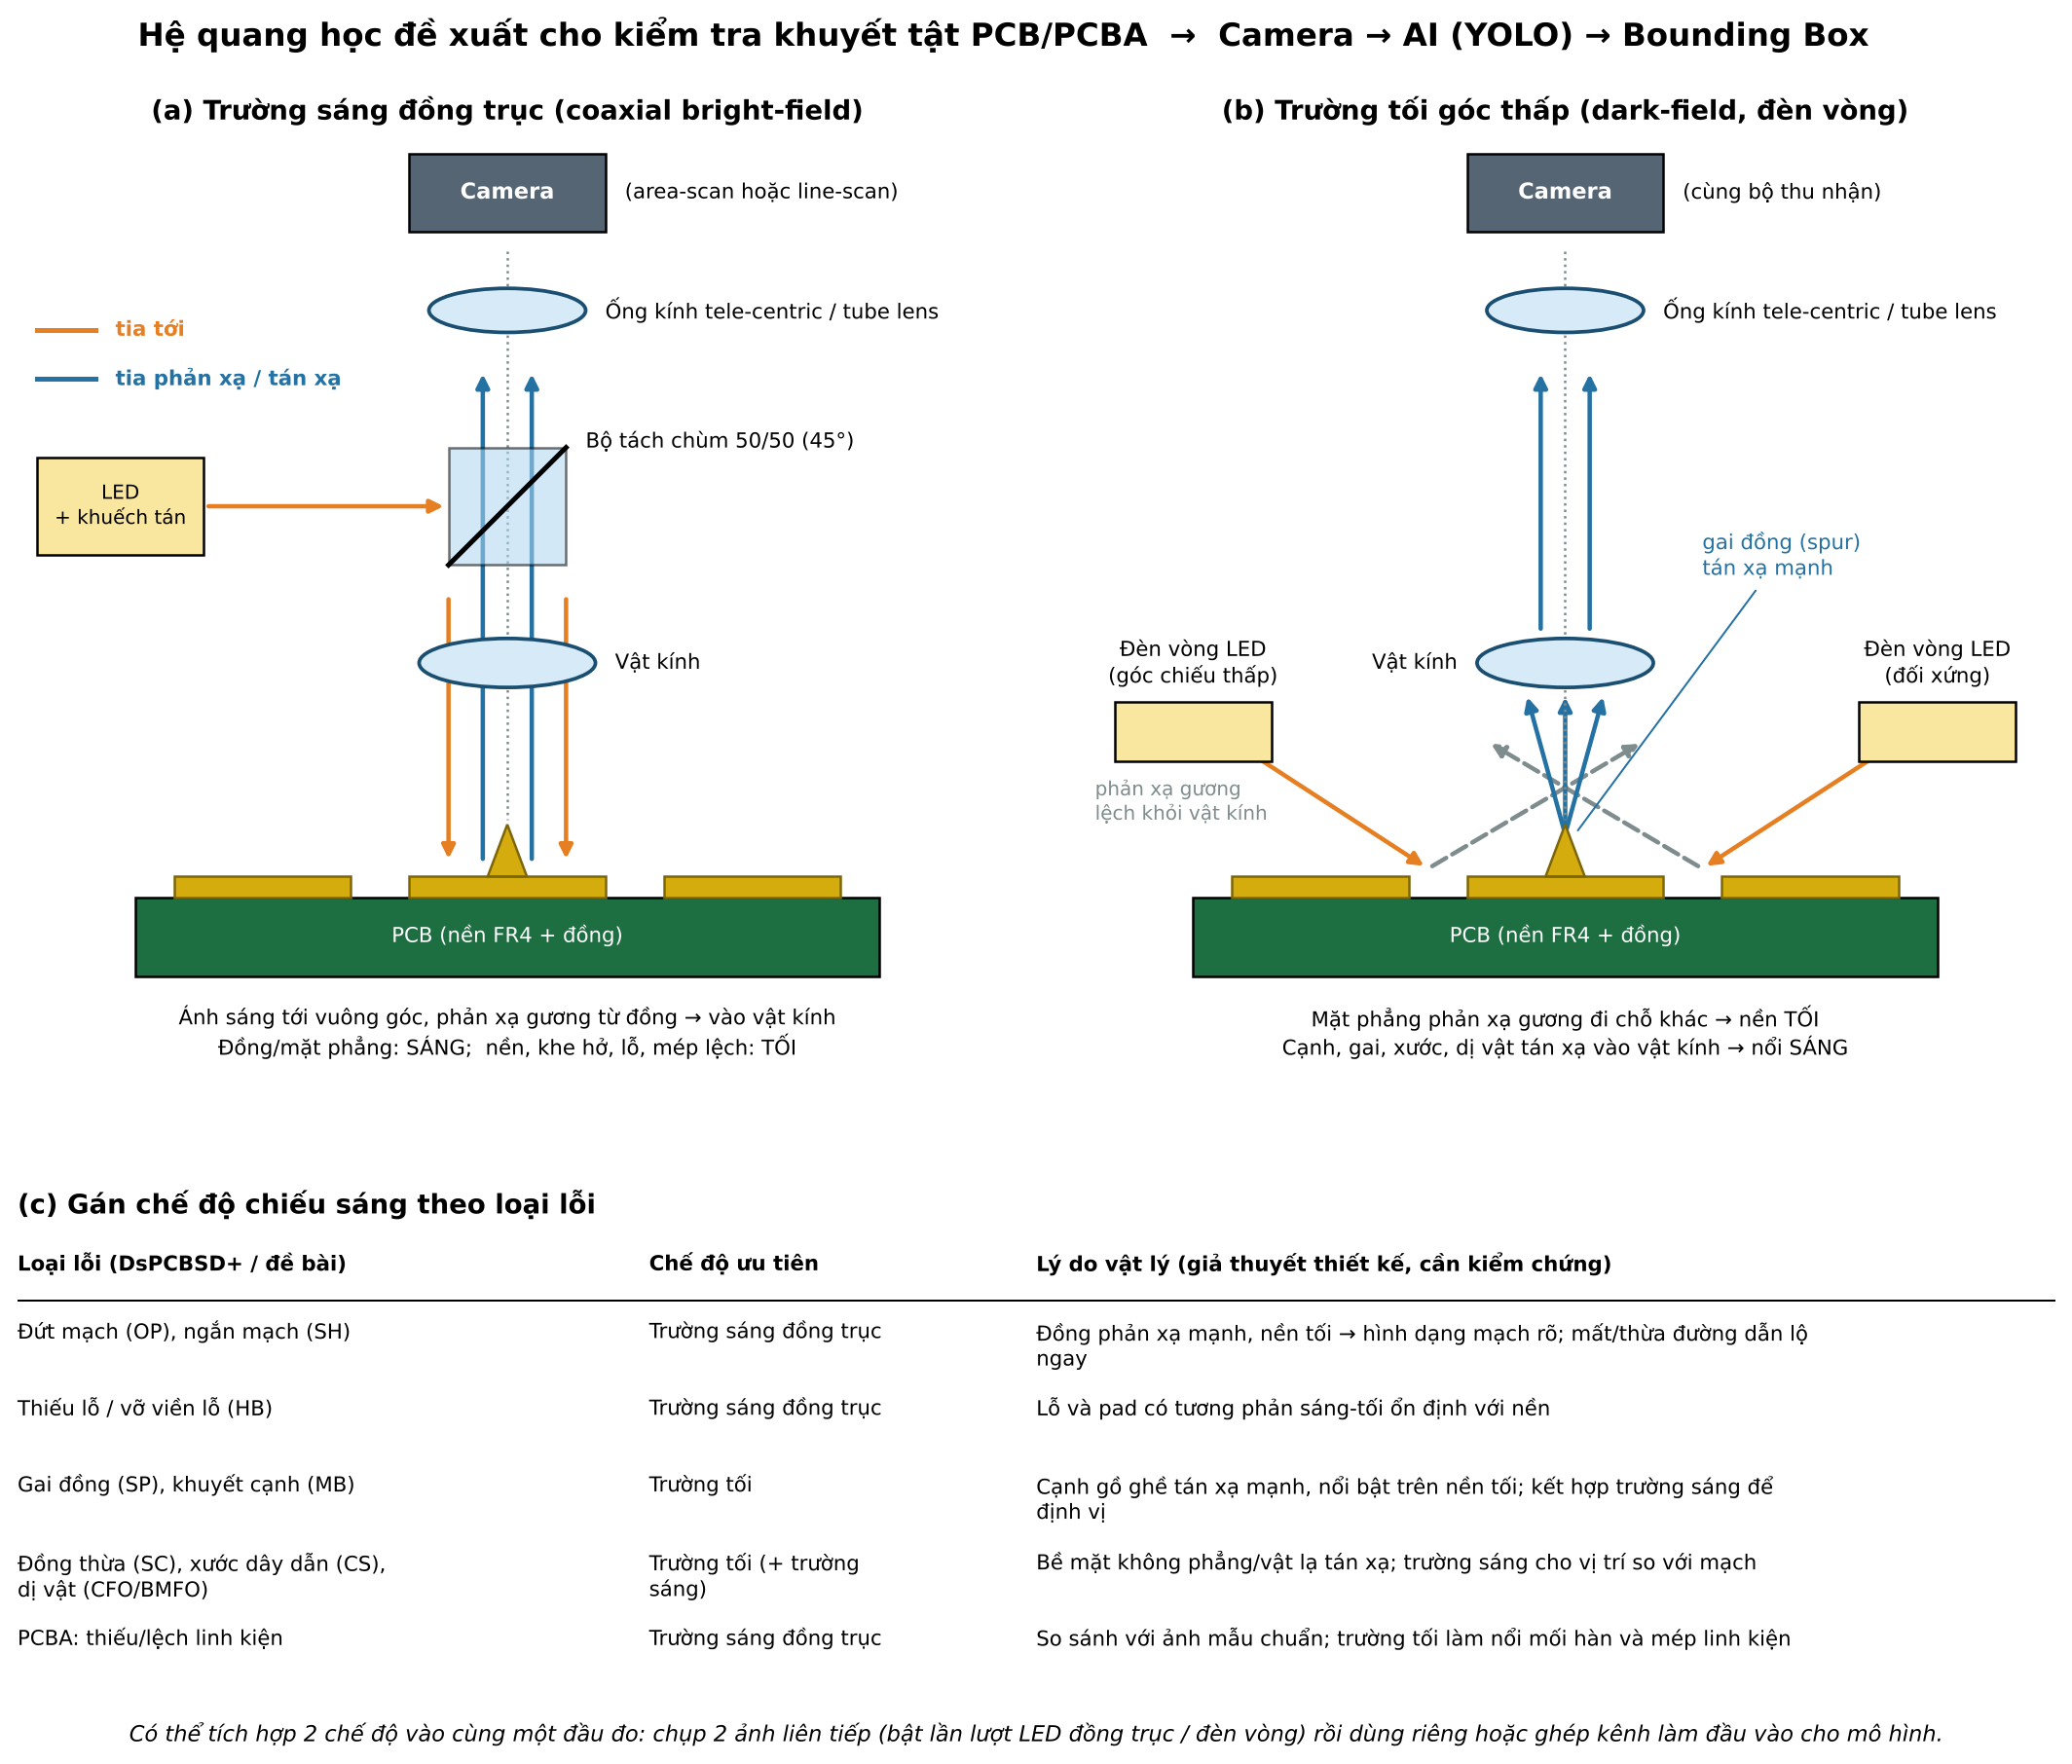 Hệ quang học đề xuất cho kiểm tra khuyết tật PCB/PCBA → Camera → AI (YOLO) → Bounding Box
(a) Trường sáng đồng trục (coaxial bright-field)
Camera
(area-scan hoặc line-scan)
Ống kính tele-centric / tube lens
tia tới
tia phản xạ / tán xạ
Bộ tách chùm 50/50 (45°)
LED
+ khuếch tán
Vật kính
PCB (nền FR4 + đồng)
Ánh sáng tới vuông góc, phản xạ gương từ đồng → vào vật kính
Đồng/mặt phẳng: SÁNG; nền, khe hở, lỗ, mép lệch: TỐI
(b) Trường tối góc thấp (dark-field, đèn vòng)
Camera
(cùng bộ thu nhận)
Ống kính tele-centric / tube lens
gai đồng (spur)
tán xạ mạnh
Đèn vòng LED
(góc chiếu thấp)
Vật kính
Đèn vòng LED
(đối xứng)
phản xạ gương
lệch khỏi vật kính
PCB (nền FR4 + đồng)
Mặt phẳng phản xạ gương đi chỗ khác → nền TỐI
Cạnh, gai, xước, dị vật tán xạ vào vật kính → nổi SÁNG
(c) Gán chế độ chiếu sáng theo loại lỗi
Loại lỗi (DsPCBSD+ / đề bài)
Chế độ ưu tiên
Lý do vật lý (giả thuyết thiết kế, cần kiểm chứng)
Đứt mạch (OP), ngắn mạch (SH)
Trường sáng đồng trục
Đồng phản xạ mạnh, nền tối → hình dạng mạch rõ; mất/thừa đường dẫn lộ
ngay
Thiếu lỗ / vỡ viền lỗ (HB)
Trường sáng đồng trục
Lỗ và pad có tương phản sáng-tối ổn định với nền
Gai đồng (SP), khuyết cạnh (MB)
Trường tối
Cạnh gồ ghề tán xạ mạnh, nổi bật trên nền tối; kết hợp trường sáng để
định vị
Đồng thừa (SC), xước dây dẫn (CS),
dị vật (CFO/BMFO)
Trường tối (+ trường
sáng)
Bề mặt không phẳng/vật lạ tán xạ; trường sáng cho vị trí so với mạch
PCBA: thiếu/lệch linh kiện
Trường sáng đồng trục
So sánh với ảnh mẫu chuẩn; trường tối làm nổi mối hàn và mép linh kiện
Có thể tích hợp 2 chế độ vào cùng một đầu đo: chụp 2 ảnh liên tiếp (bật lần lượt LED đồng trục / đèn vòng) rồi dùng riêng hoặc ghép kênh làm đầu vào cho mô hình.